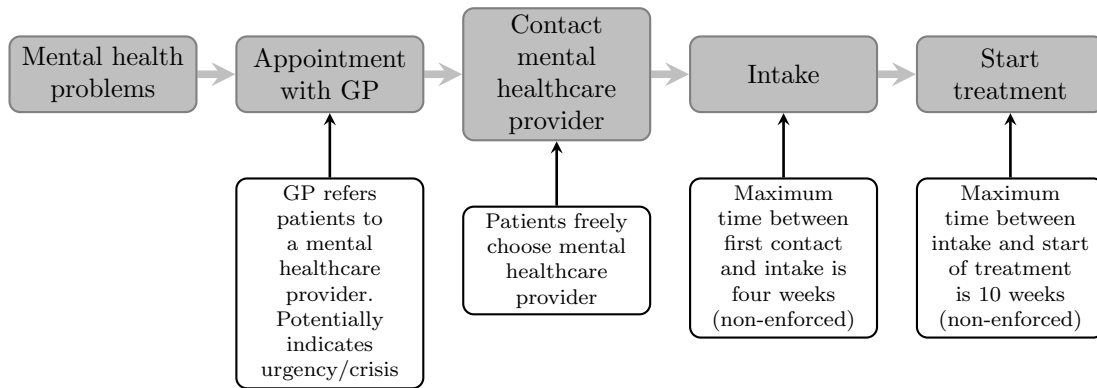 Mental health
problems
Appointment
with GP
Contact
mental
healthcare
provider
Intake
Start
treatment
GP refers
patients to
a mental
healthcare
provider.
Potentially
indicates
urgency/crisis
Patients freely
choose mental
healthcare
provider
Maximum
time between
first contact
and intake is
four weeks
(non-enforced)
Maximum
time between
intake and start
of treatment
is 10 weeks
(non-enforced)